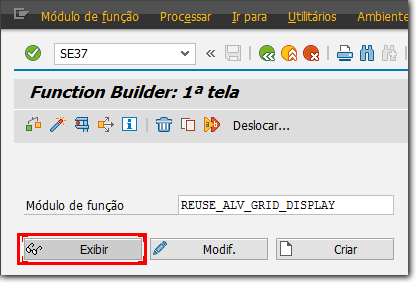 Módulo de função Processar Ir para Utilitários Ambiente
SE37
Function Builder: 1ª tela
Deslocar...
Módulo de função REUSE_ALV_GRID_DISPLAY
Exibir Modif. Criar